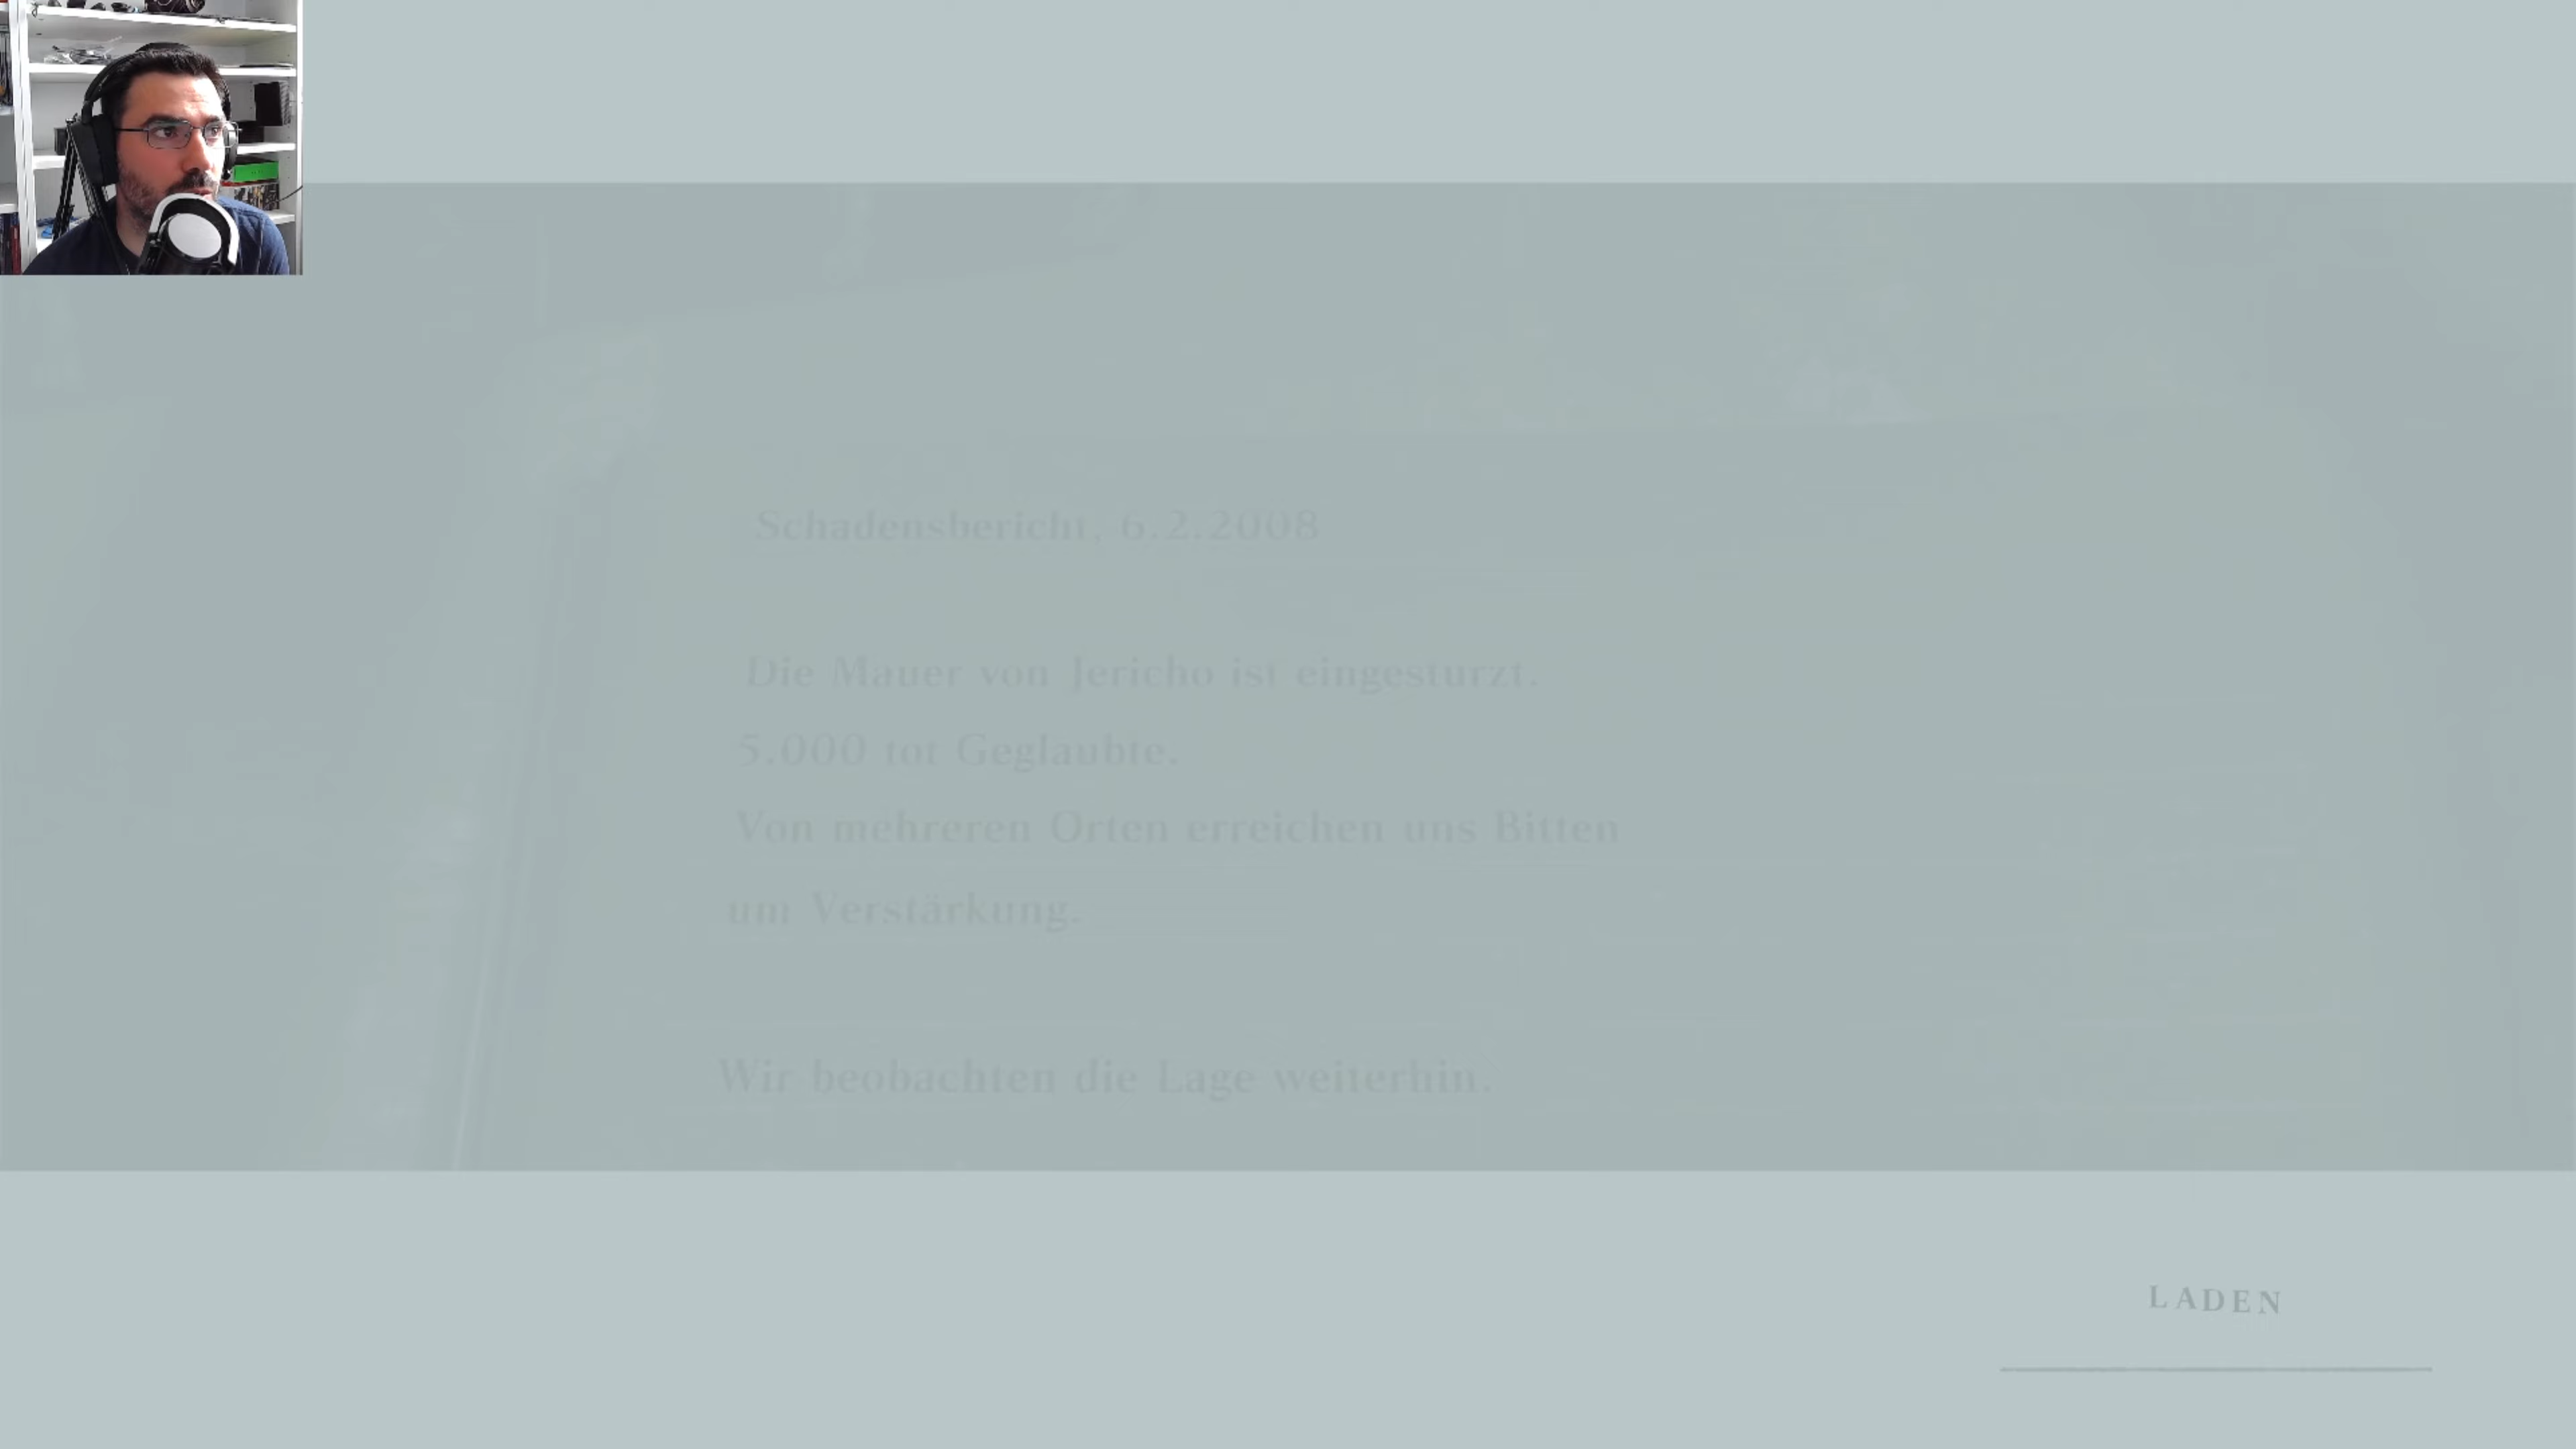 Schadensbericht, 6.2.2008
Die Mauer von Jericho ist eingestürzt.
5.000 tot Geglaubte.
Von mehreren Orten erreichen uns Bitten
um Verstärkung.
Wir beobachten die Lage weiterhin.
LADEN